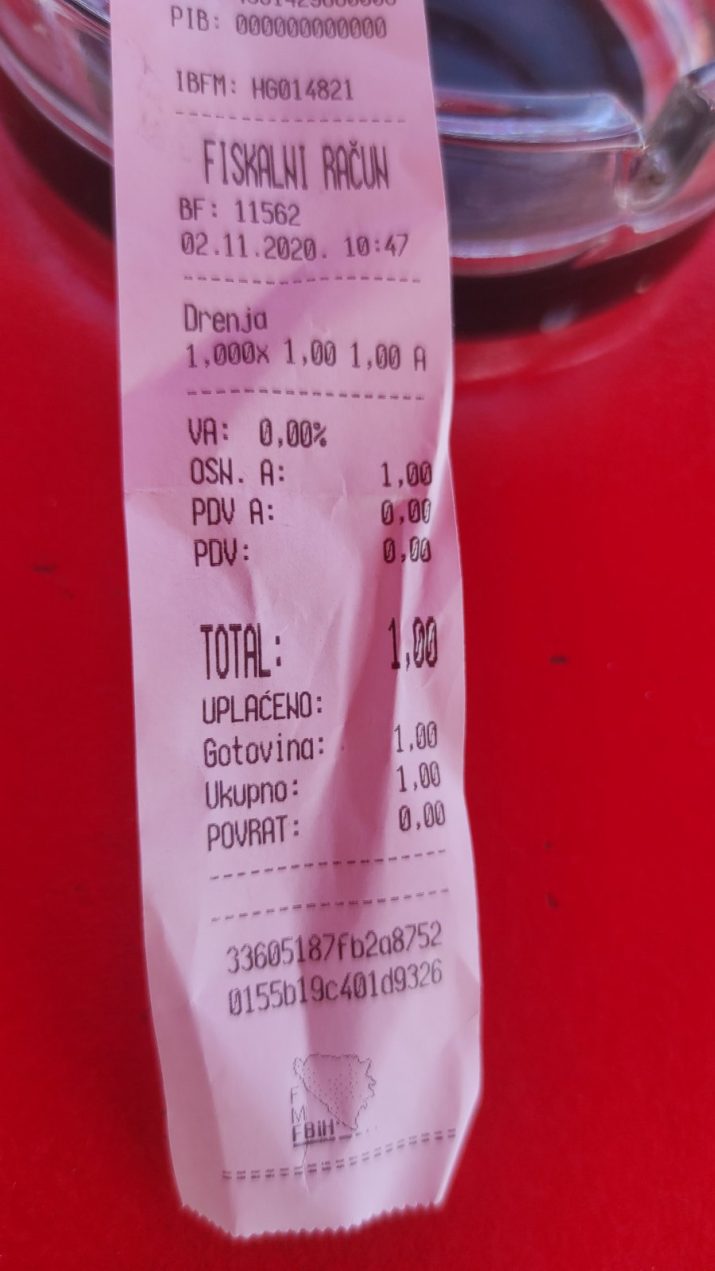 PIB: 000000000000
IBFM: HG014821
FISKALNI RAČUN
BF: 11562
02.11.2020. 10:47
Drenja
1,000x 1,00 1,00 A
VA: 0,00%
OSN. A: 1,00
PDV A: 0,00
PDV: 0,00
TOTAL: 1,00
UPLAĆENO:
Gotovina: 1,00
Ukupno: 1,00
POVRAT: 0,00
33605187fb2a8752
0155b19c401d9326
F
M
FBiH